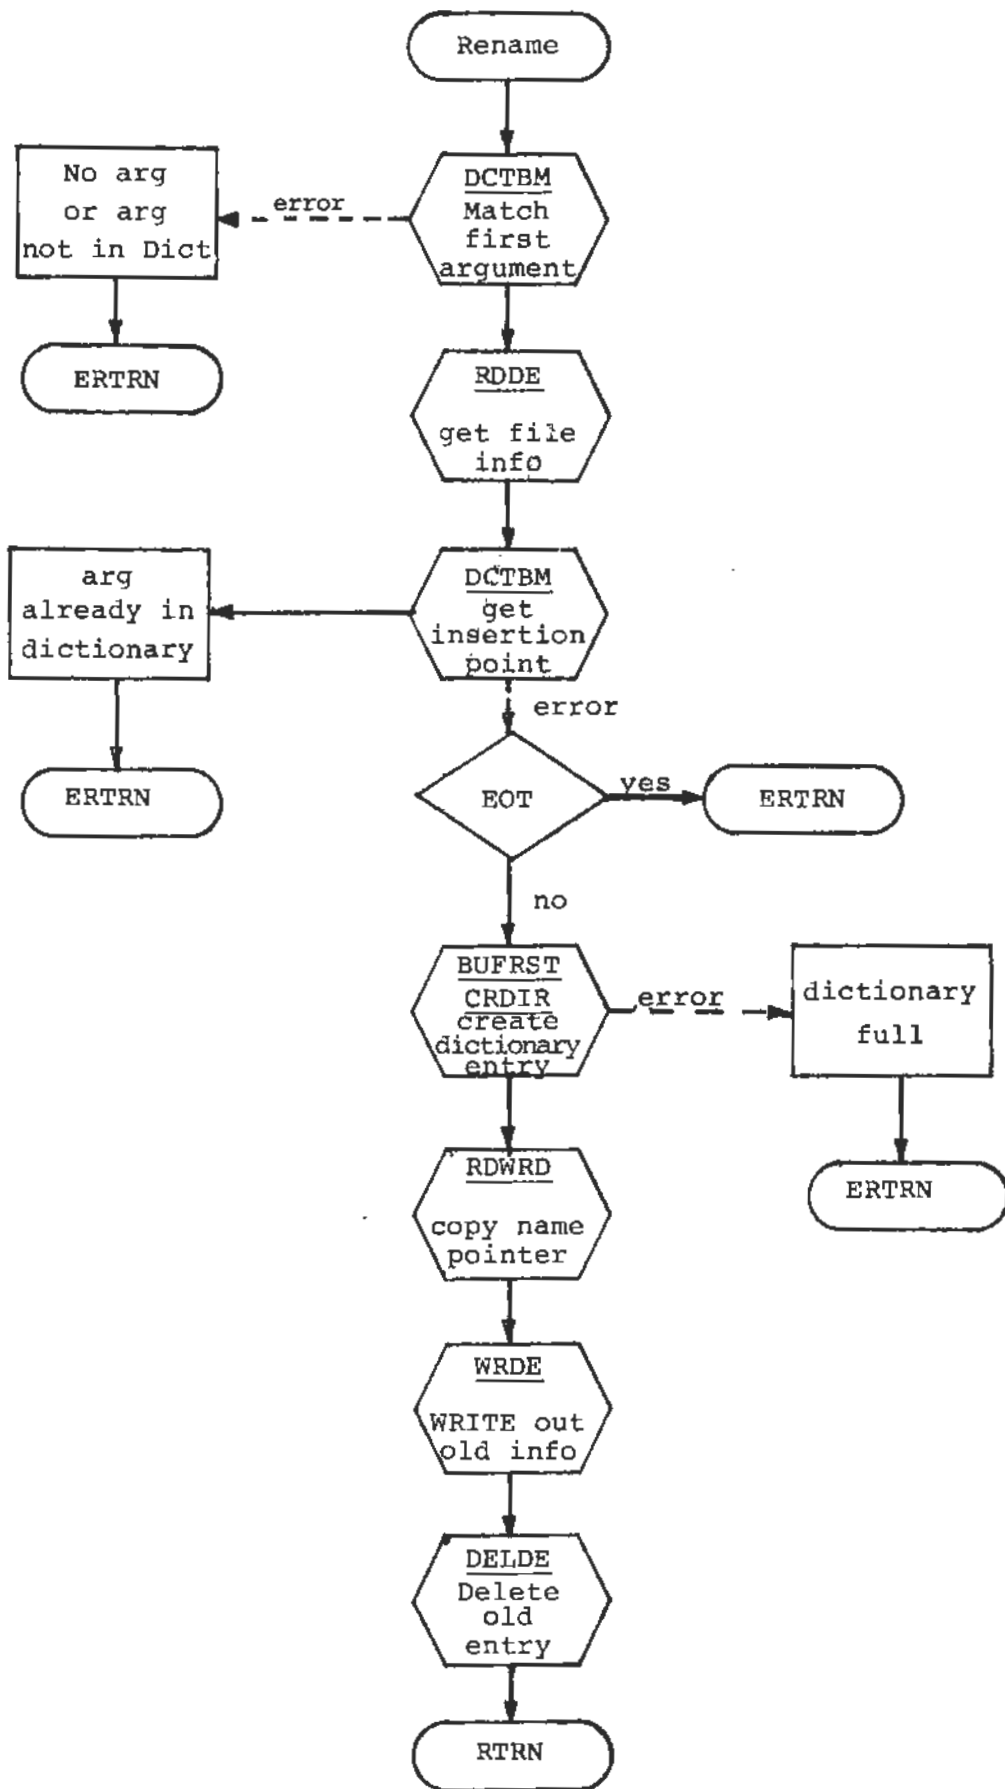 Rename
DCTBM
Match
first
argument
error
No arg
or arg
not in Dict
ERTRN
RDDE
get file
info
DCTBM
get
insertion
point
arg
already in
dictionary
ERTRN
error
EOT
yes
ERTRN
no
BUFRST
CRDIR
create
dictionary
entry
error
dictionary
full
ERTRN
RDWRD
copy name
pointer
WRDE
WRITE out
old info
DELDE
Delete
old
entry
RTRN